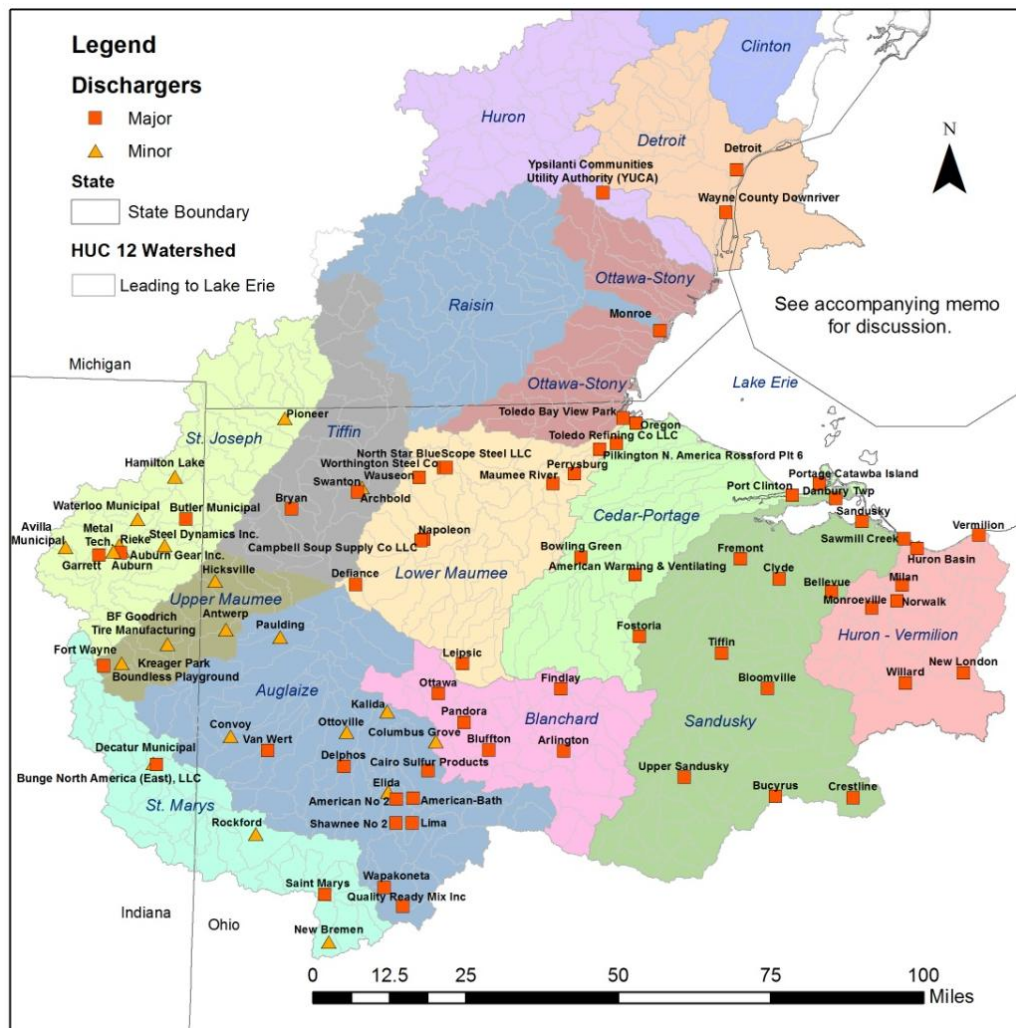 Legend
Dischargers
Major
Minor
State
State Boundary
HUC 12 Watershed
Leading to Lake Erie
Clinton
Huron
Detroit
Detroit
Ypsilanti Communities
Utility Authority (YUCA)
Wayne County Downriver
N
Ottawa-Stony
Raisin
Monroe
See accompanying memo
for discussion.
Michigan
Ottawa-Stony
Lake Erie
Pioneer
Toledo Bay View Park
Oregon
St. Joseph
Tiffin
Toledo Refining Co LLC
North Star BlueScope Steel LLC
Pilkington N. America Rossford Plt 6
Hamilton Lake
Worthington Steel Co
Wauseon
Perrysburg
Maumee River
Portage Catawba Island
Swanton
Archbold
Port Clinton
Danbury Twp
Waterloo Municipal
Butler Municipal
Bryan
Cedar-Portage
Sandusky
Avilla
Municipal
Metal
Tech.
Rieke
Steel Dynamics Inc.
Auburn Gear Inc.
Garrett
Auburn
Napoleon
Sawmill Creek
Vermilion
Huron Basin
Campbell Soup Supply Co LLC
Bowling Green
American Warming & Ventilating
Fremont
Clyde
Hicksville
Defiance
Lower Maumee
Bellevue
Milan
Monroeville
Norwalk
Upper Maumee
Antwerp
BF Goodrich
Tire Manufacturing
Paulding
Fostoria
Huron - Vermilion
Fort Wayne
Kreager Park
Boundless Playground
Leipsic
Tiffin
Auglaize
Ottawa
Findlay
Bloomville
Willard
New London
Kalida
Pandora
Blanchard
Sandusky
Convoy
Ottoville
Columbus Grove
Bluffton
Arlington
Van Wert
Decatur Municipal
Delphos
Cairo Sulfur Products
Bunge North America (East), LLC
Elida
Upper Sandusky
Bucyrus
Crestline
St. Marys
American No 2
American-Bath
Rockford
Shawnee No 2
Lima
Wapakoneta
Saint Marys
Quality Ready Mix Inc
Indiana
Ohio
New Bremen
0 12.5 25 50 75 100
Miles